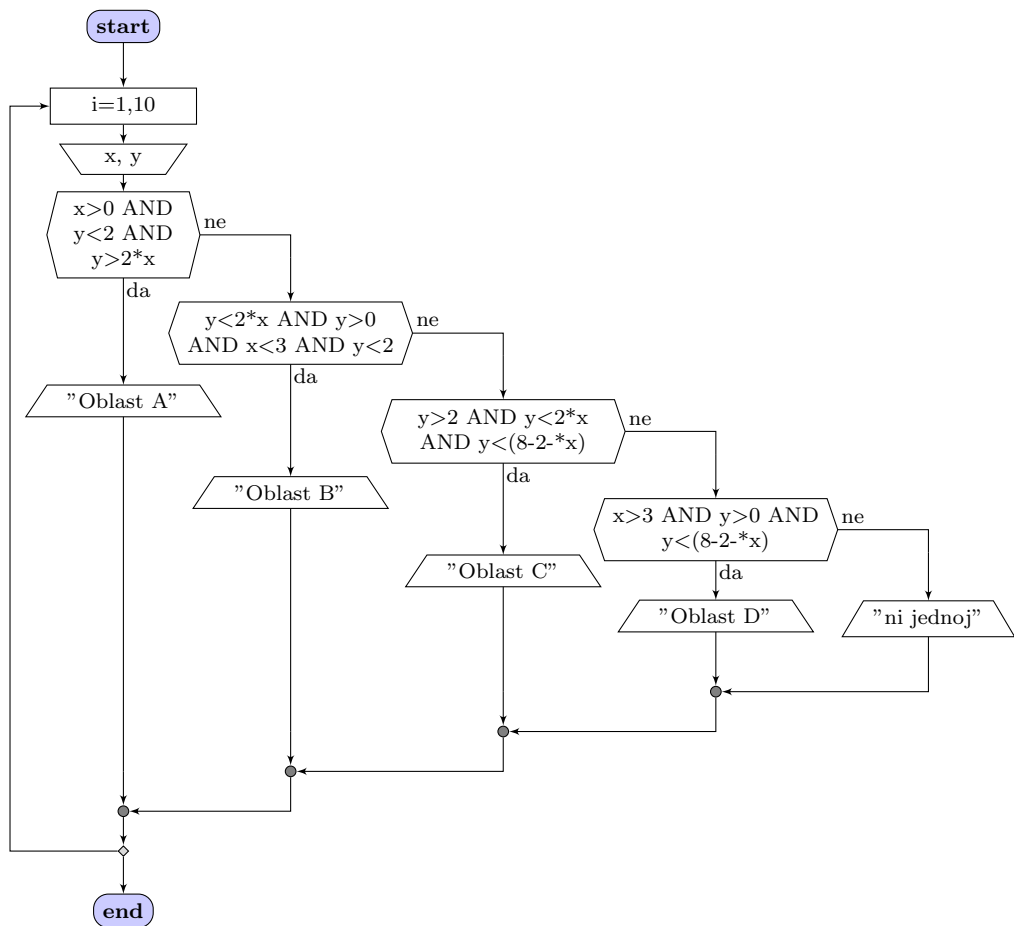 start
i=1,10
x, y
x>0 AND
y<2 AND
y>2*x
ne
da
y<2*x AND y>0
AND x<3 AND y<2
ne
da
"Oblast A"
y>2 AND y<2*x
AND y<(8-2-*x)
ne
da
"Oblast B"
x>3 AND y>0 AND
y<(8-2-*x)
ne
da
"Oblast C"
"Oblast D"
"ni jednoj"
end